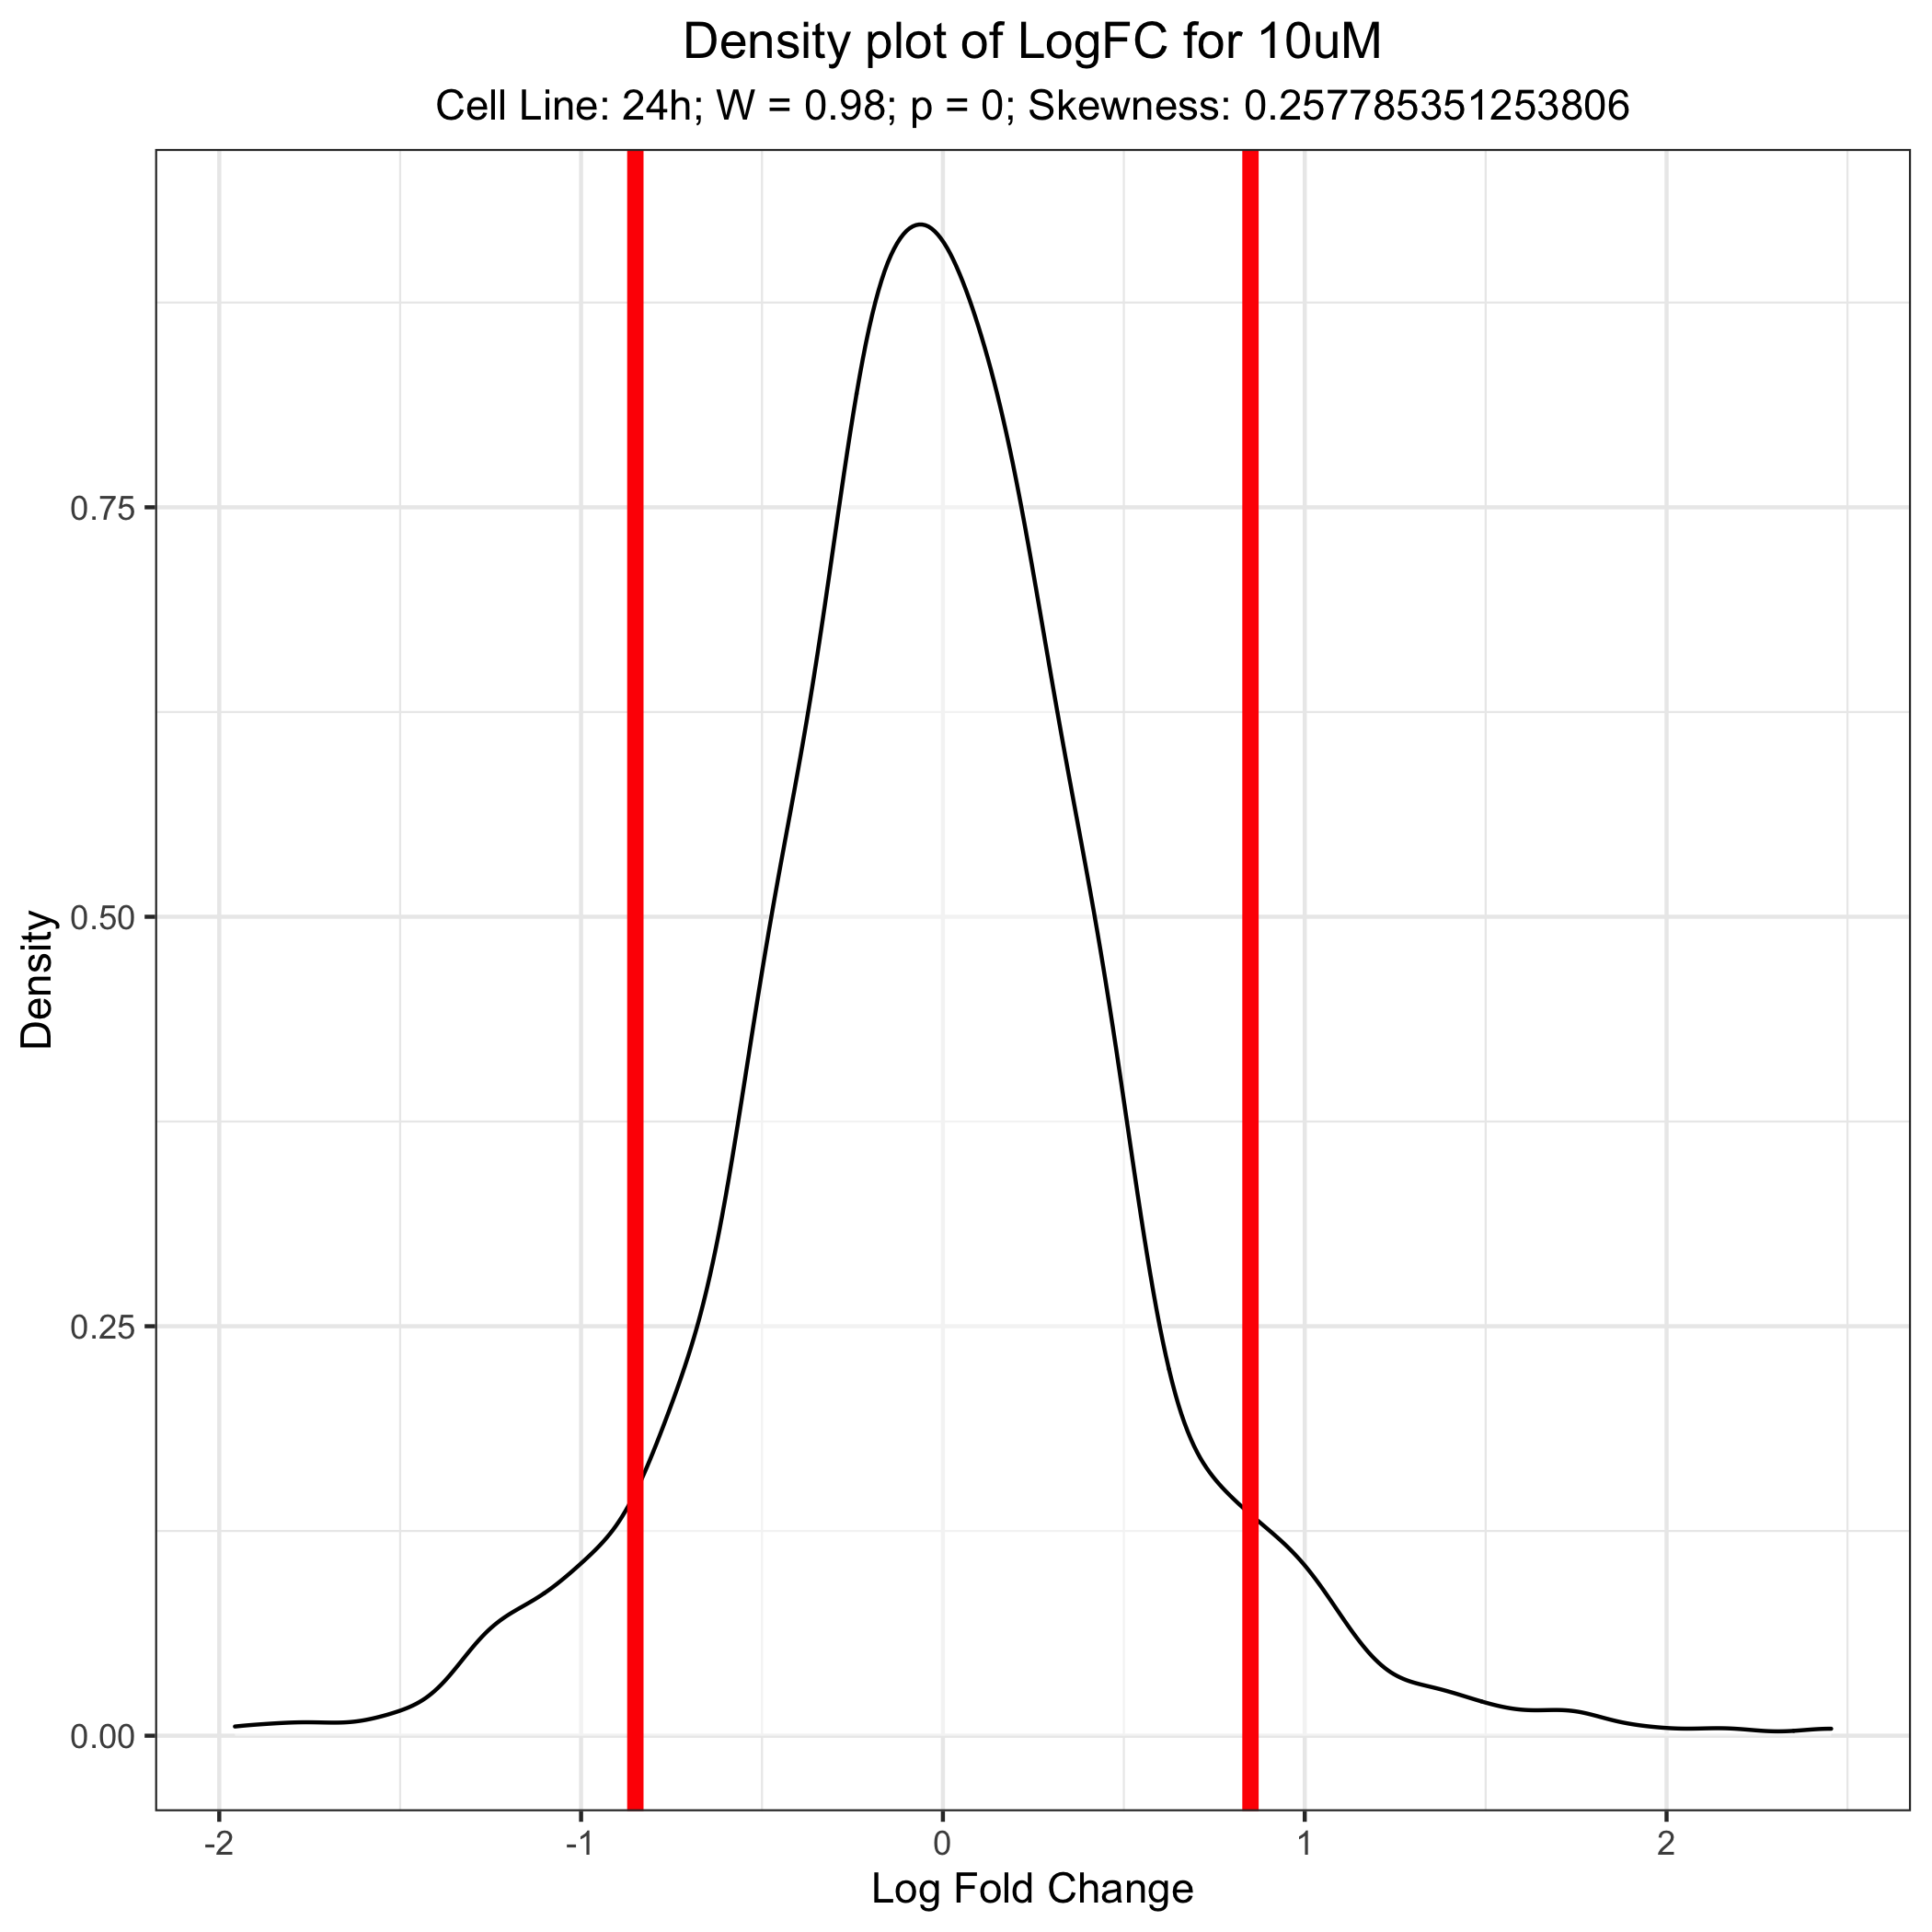 Density plot of LogFC for 10uM
Cell Line: 24h; W = 0.98; p = 0; Skewness: 0.257785351253806
0.75
0.50
0.25
0.00
Density
-2
-1
0
1
2
Log Fold Change